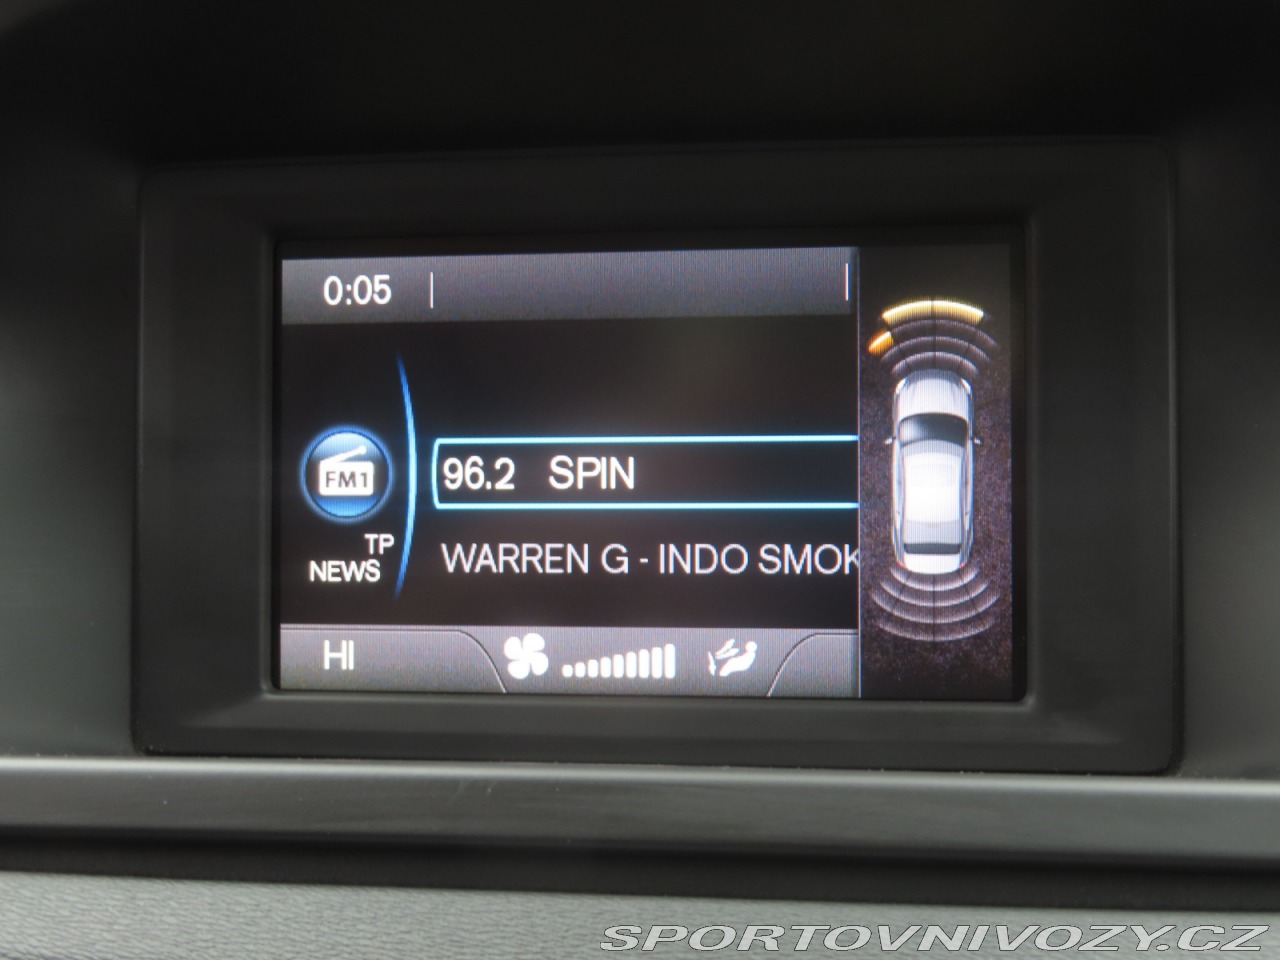 0:05
96.2 SPIN
FM1
TP
NEWS
WARREN G - INDO SMOK
HI
SPORTOVNIVOZY.CZ